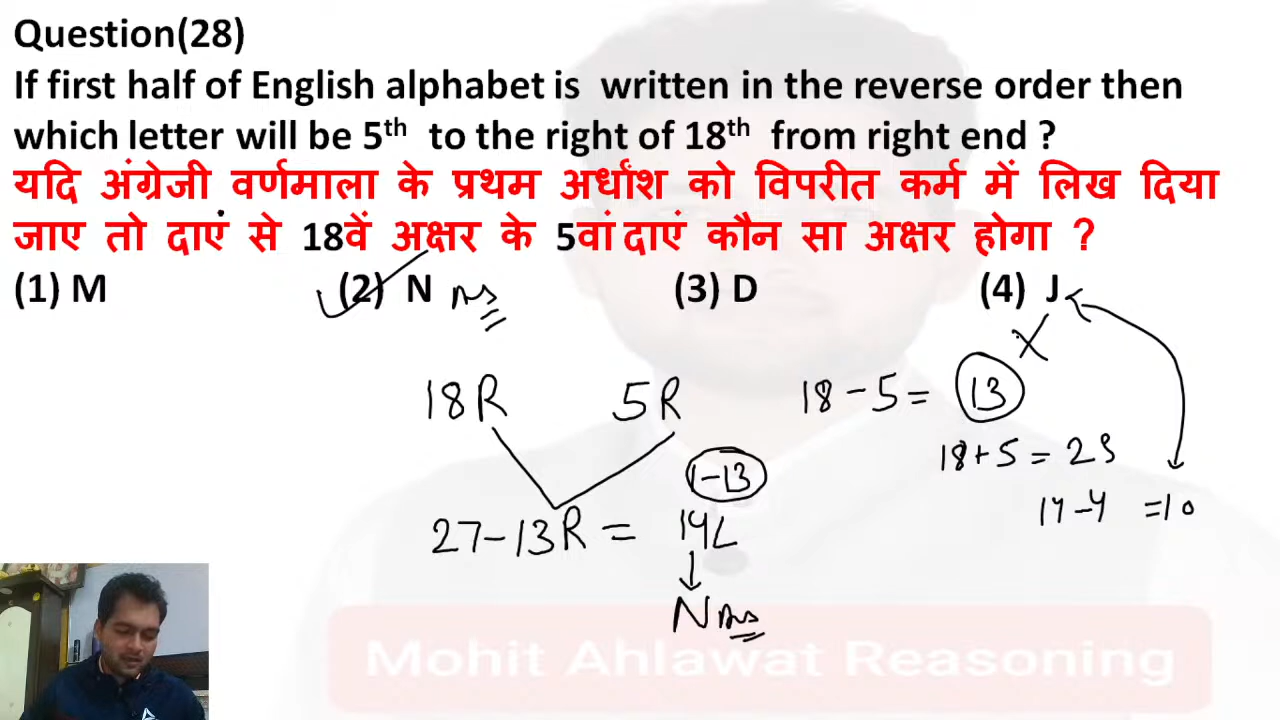 Question(28)
If first half of English alphabet is written in the reverse order then
which letter will be 5th to the right of 18th from right end ?
यदि अंग्रेजी वर्णमाला के प्रथम अर्धांश को विपरीत कर्म में लिख दिया
जाए तो दाएं से 18वें अक्षर के 5वां दाएं कौन सा अक्षर होगा ?
(1) M (2) N Ans (3) D (4) J
18R 5R 18-5= 13
18+5=23
1-13
14-4 =10
27-13R = 14L
N Ans
Mohit Ahlawat Reasoning